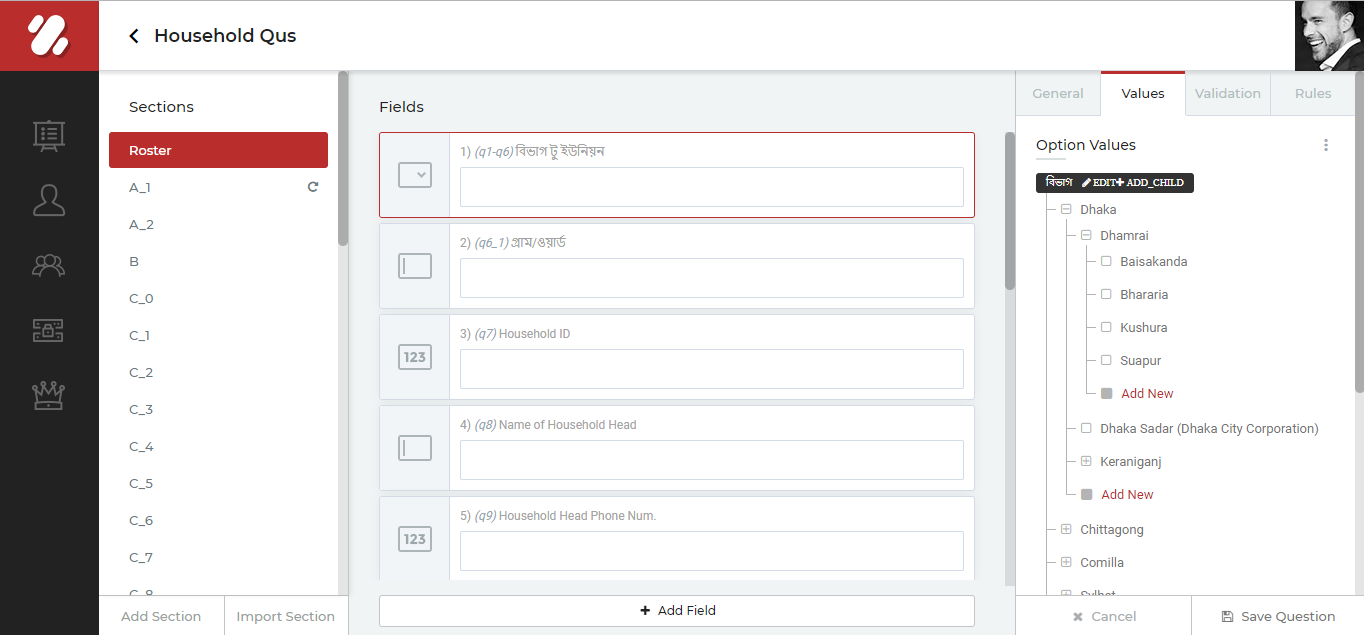 Household Qus
Sections
Roster
A_1
A_2
B
C_0
C_1
C_2
C_3
C_4
C_5
C_6
C_7
C_8
Add Section
Import Section
Fields
1) (q1-q6) বিভাগ টু ইউনিয়ন
2) (q6_1) গ্রাম/ওয়ার্ড
123
3) (q7) Household ID
4) (q8) Name of Household Head
123
5) (q9) Household Head Phone Num.
Add Field
General
Values
Validation
Rules
Option Values
বিভাগ EDIT ADD_CHILD
Dhaka
Dhamrai
Baisakanda
Bhararia
Kushura
Suapur
Add New
Dhaka Sadar (Dhaka City Corporation)
Keraniganj
Add New
Chittagong
Comilla
Sylhet
Cancel
Save Question